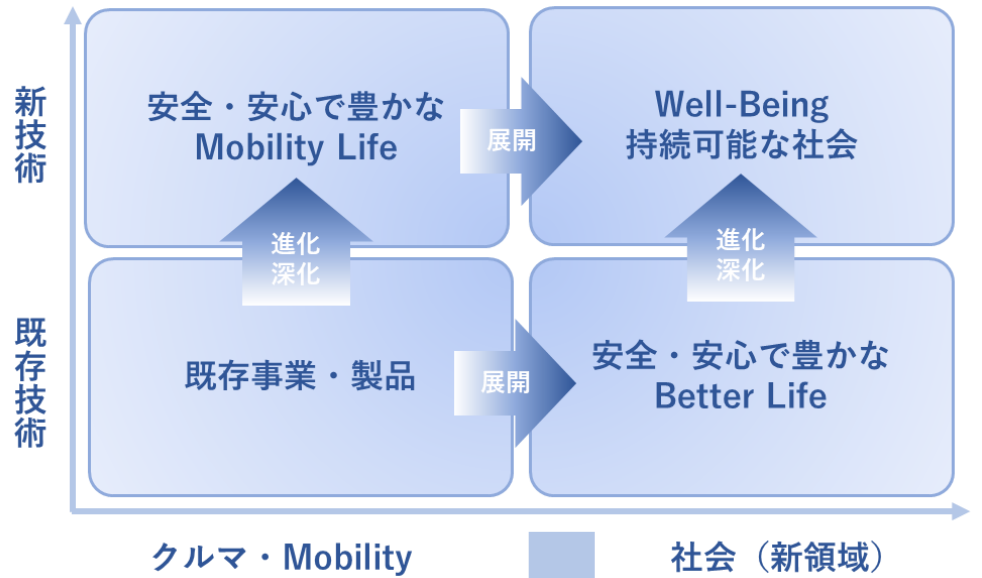 新技術
安全・安心で豊かな
Mobility Life
展開
Well-Being
持続可能な社会
進化
深化
進化
深化
既存技術
既存事業・製品
展開
安全・安心で豊かな
Better Life
クルマ・Mobility
社会（新領域）